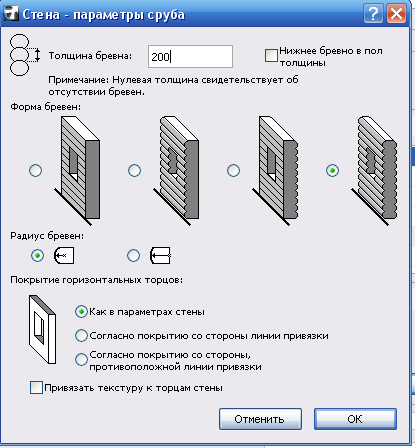 Стена - параметры сруба
Толщина бревна:
200
Нижнее бревно в пол
толщины
Примечание: Нулевая толщина свидетельствует об
отсутствии бревен.
Форма бревен:
Радиус бревен:
Покрытие горизонтальных торцов:
Как в параметрах стены
Согласно покрытию со стороны линии привязки
Согласно покрытию со стороны,
противоположной линии привязки
Привязать текстуру к торцам стены
Отменить
ОК